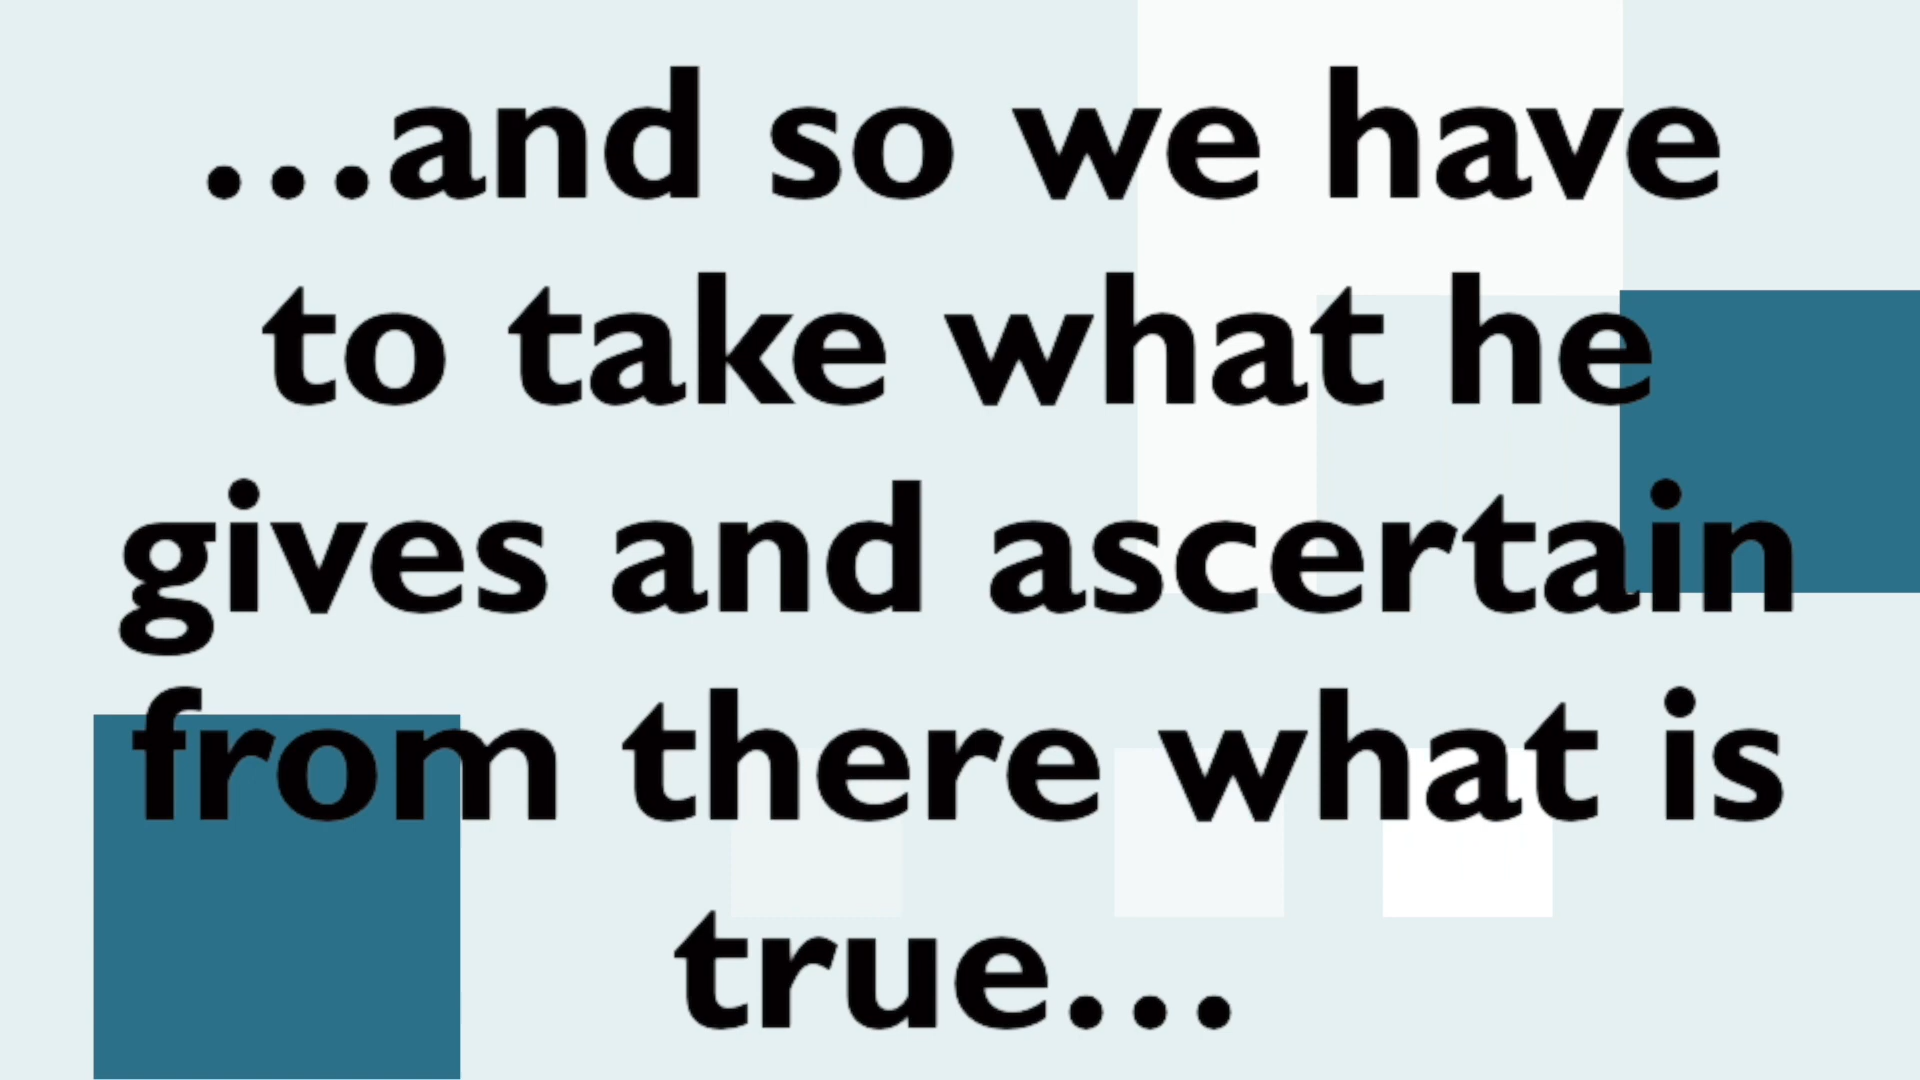 ...and so we have
to take what he
gives and ascertain
from there what is
true...